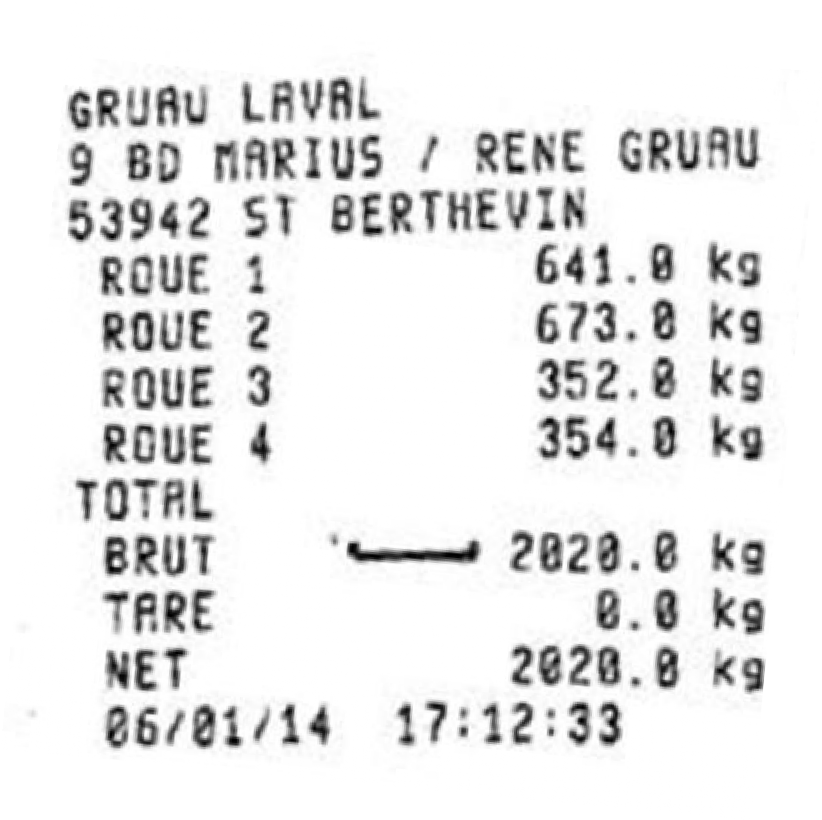 GRUAU LAVAL
9 BD MARIUS / RENE GRUAU
53942 ST BERTHEVIN
ROUE 1 641.0 kg
ROUE 2 673.0 kg
ROUE 3 352.0 kg
ROUE 4 354.0 kg
TOTAL
BRUT 2020.0 kg
TARE 0.0 kg
NET 2020.0 kg
06/01/14 17:12:33